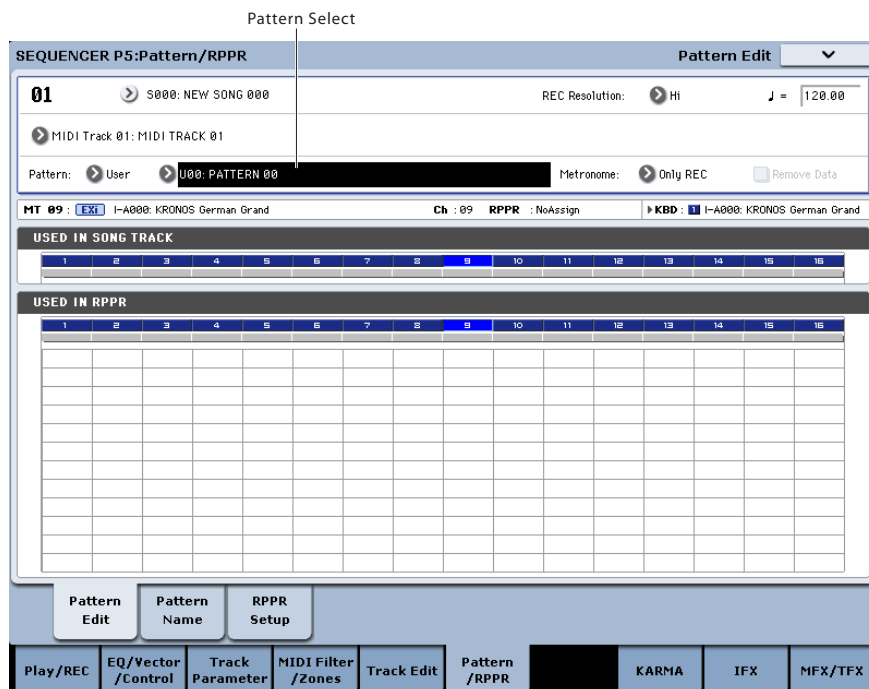 Pattern Select
SEQUENCER P5:Pattern/RPPR Pattern Edit
01 S000: NEW SONG 000 REC Resolution: Hi ♩ = 120.00
MIDI Track 01: MIDI TRACK 01
Pattern: User U00: PATTERN 00 Metronome: Only REC Remove Data
MT 09 : EXi I-A000: KRONOS German Grand Ch : 09 RPPR : NoAssign KBD : 1 I-A000: KRONOS German Grand
USED IN SONG TRACK
1 2 3 4 5 6 7 8 9 10 11 12 13 14 15 16
USED IN RPPR
1 2 3 4 5 6 7 8 9 10 11 12 13 14 15 16
Pattern Edit
Pattern Name
RPPR Setup
Play/REC
EQ/Vector /Control
Track Parameter
MIDI Filter /Zones
Track Edit
Pattern /RPPR
KARMA
IFX
MFX/TFX